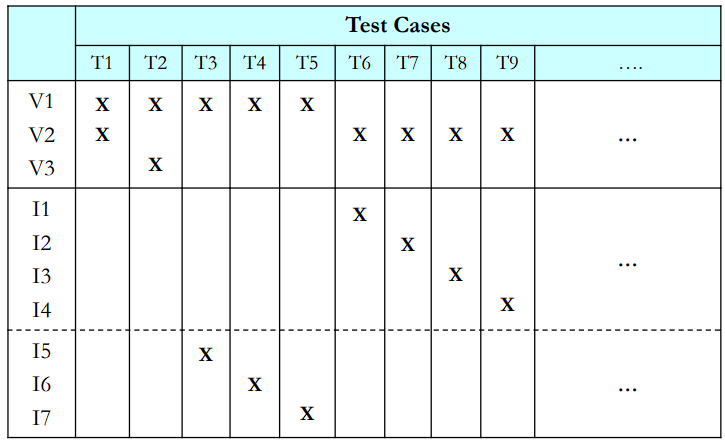 Test Cases
T1 T2 T3 T4 T5 T6 T7 T8 T9 ....
V1 X X X X X
V2 X X X X X ...
V3 X
I1 X
I2 X
I3 X ...
I4 X
I5 X
I6 X ...
I7 X